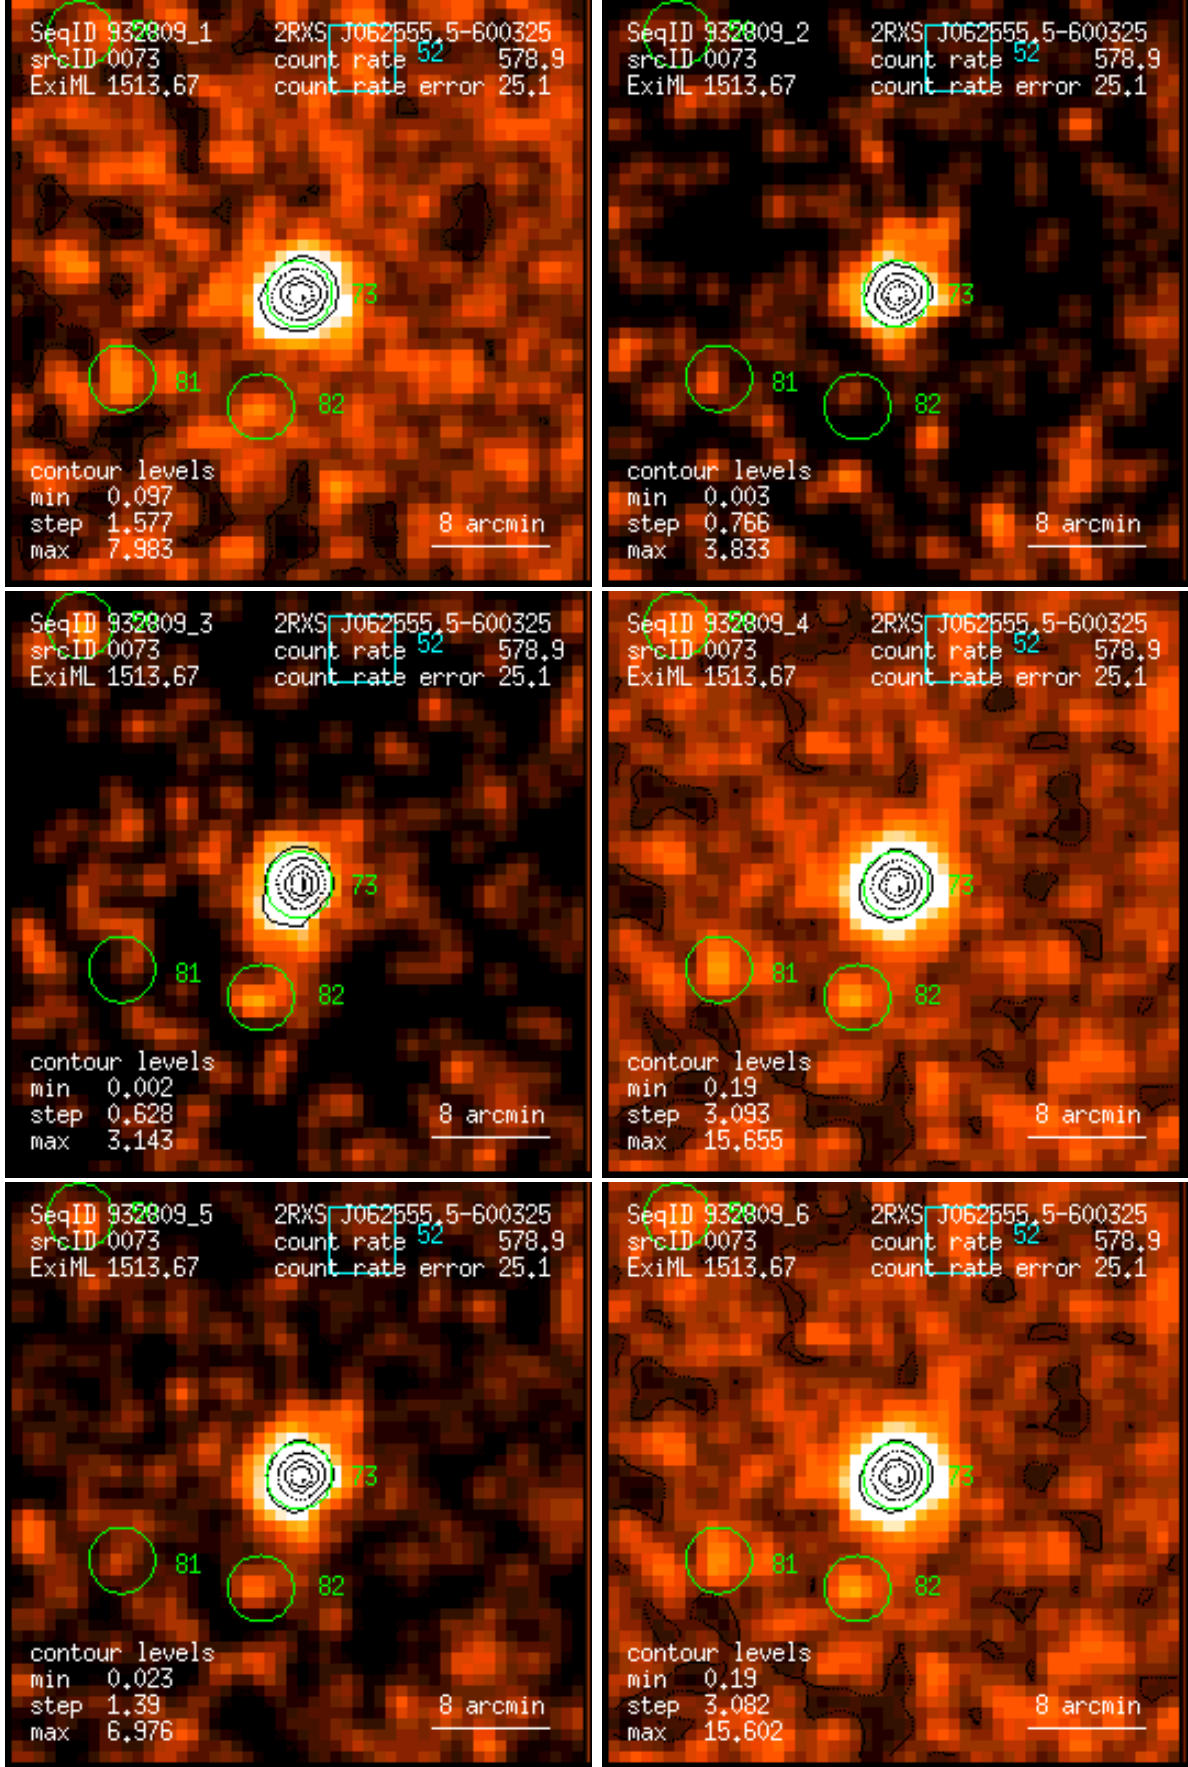 SeqID 932809_1 2RXS J062555.5-600325
srcID 0073 count rate 52 578.9
ExiML 1513.67 count rate error 25.1
73
81
82
contour levels
min 0.097
step 1.577 8 arcmin
max 7.983
SeqID 932809_2 2RXS J062555.5-600325
srcID 0073 count rate 52 578.9
ExiML 1513.67 count rate error 25.1
73
81
82
contour levels
min 0.003
step 0.766 8 arcmin
max 3.833
SeqID 932809_3 2RXS J062555.5-600325
srcID 0073 count rate 52 578.9
ExiML 1513.67 count rate error 25.1
73
81
82
contour levels
min 0.002
step 0.628 8 arcmin
max 3.143
SeqID 932809_4 2RXS J062555.5-600325
srcID 0073 count rate 52 578.9
ExiML 1513.67 count rate error 25.1
73
81
82
contour levels
min 0.19
step 3.093 8 arcmin
max 15.655
SeqID 932809_5 2RXS J062555.5-600325
srcID 0073 count rate 52 578.9
ExiML 1513.67 count rate error 25.1
73
81
82
contour levels
min 0.023
step 1.39 8 arcmin
max 6.976
SeqID 932809_6 2RXS J062555.5-600325
srcID 0073 count rate 52 578.9
ExiML 1513.67 count rate error 25.1
73
81
82
contour levels
min 0.19
step 3.082 8 arcmin
max 15.602